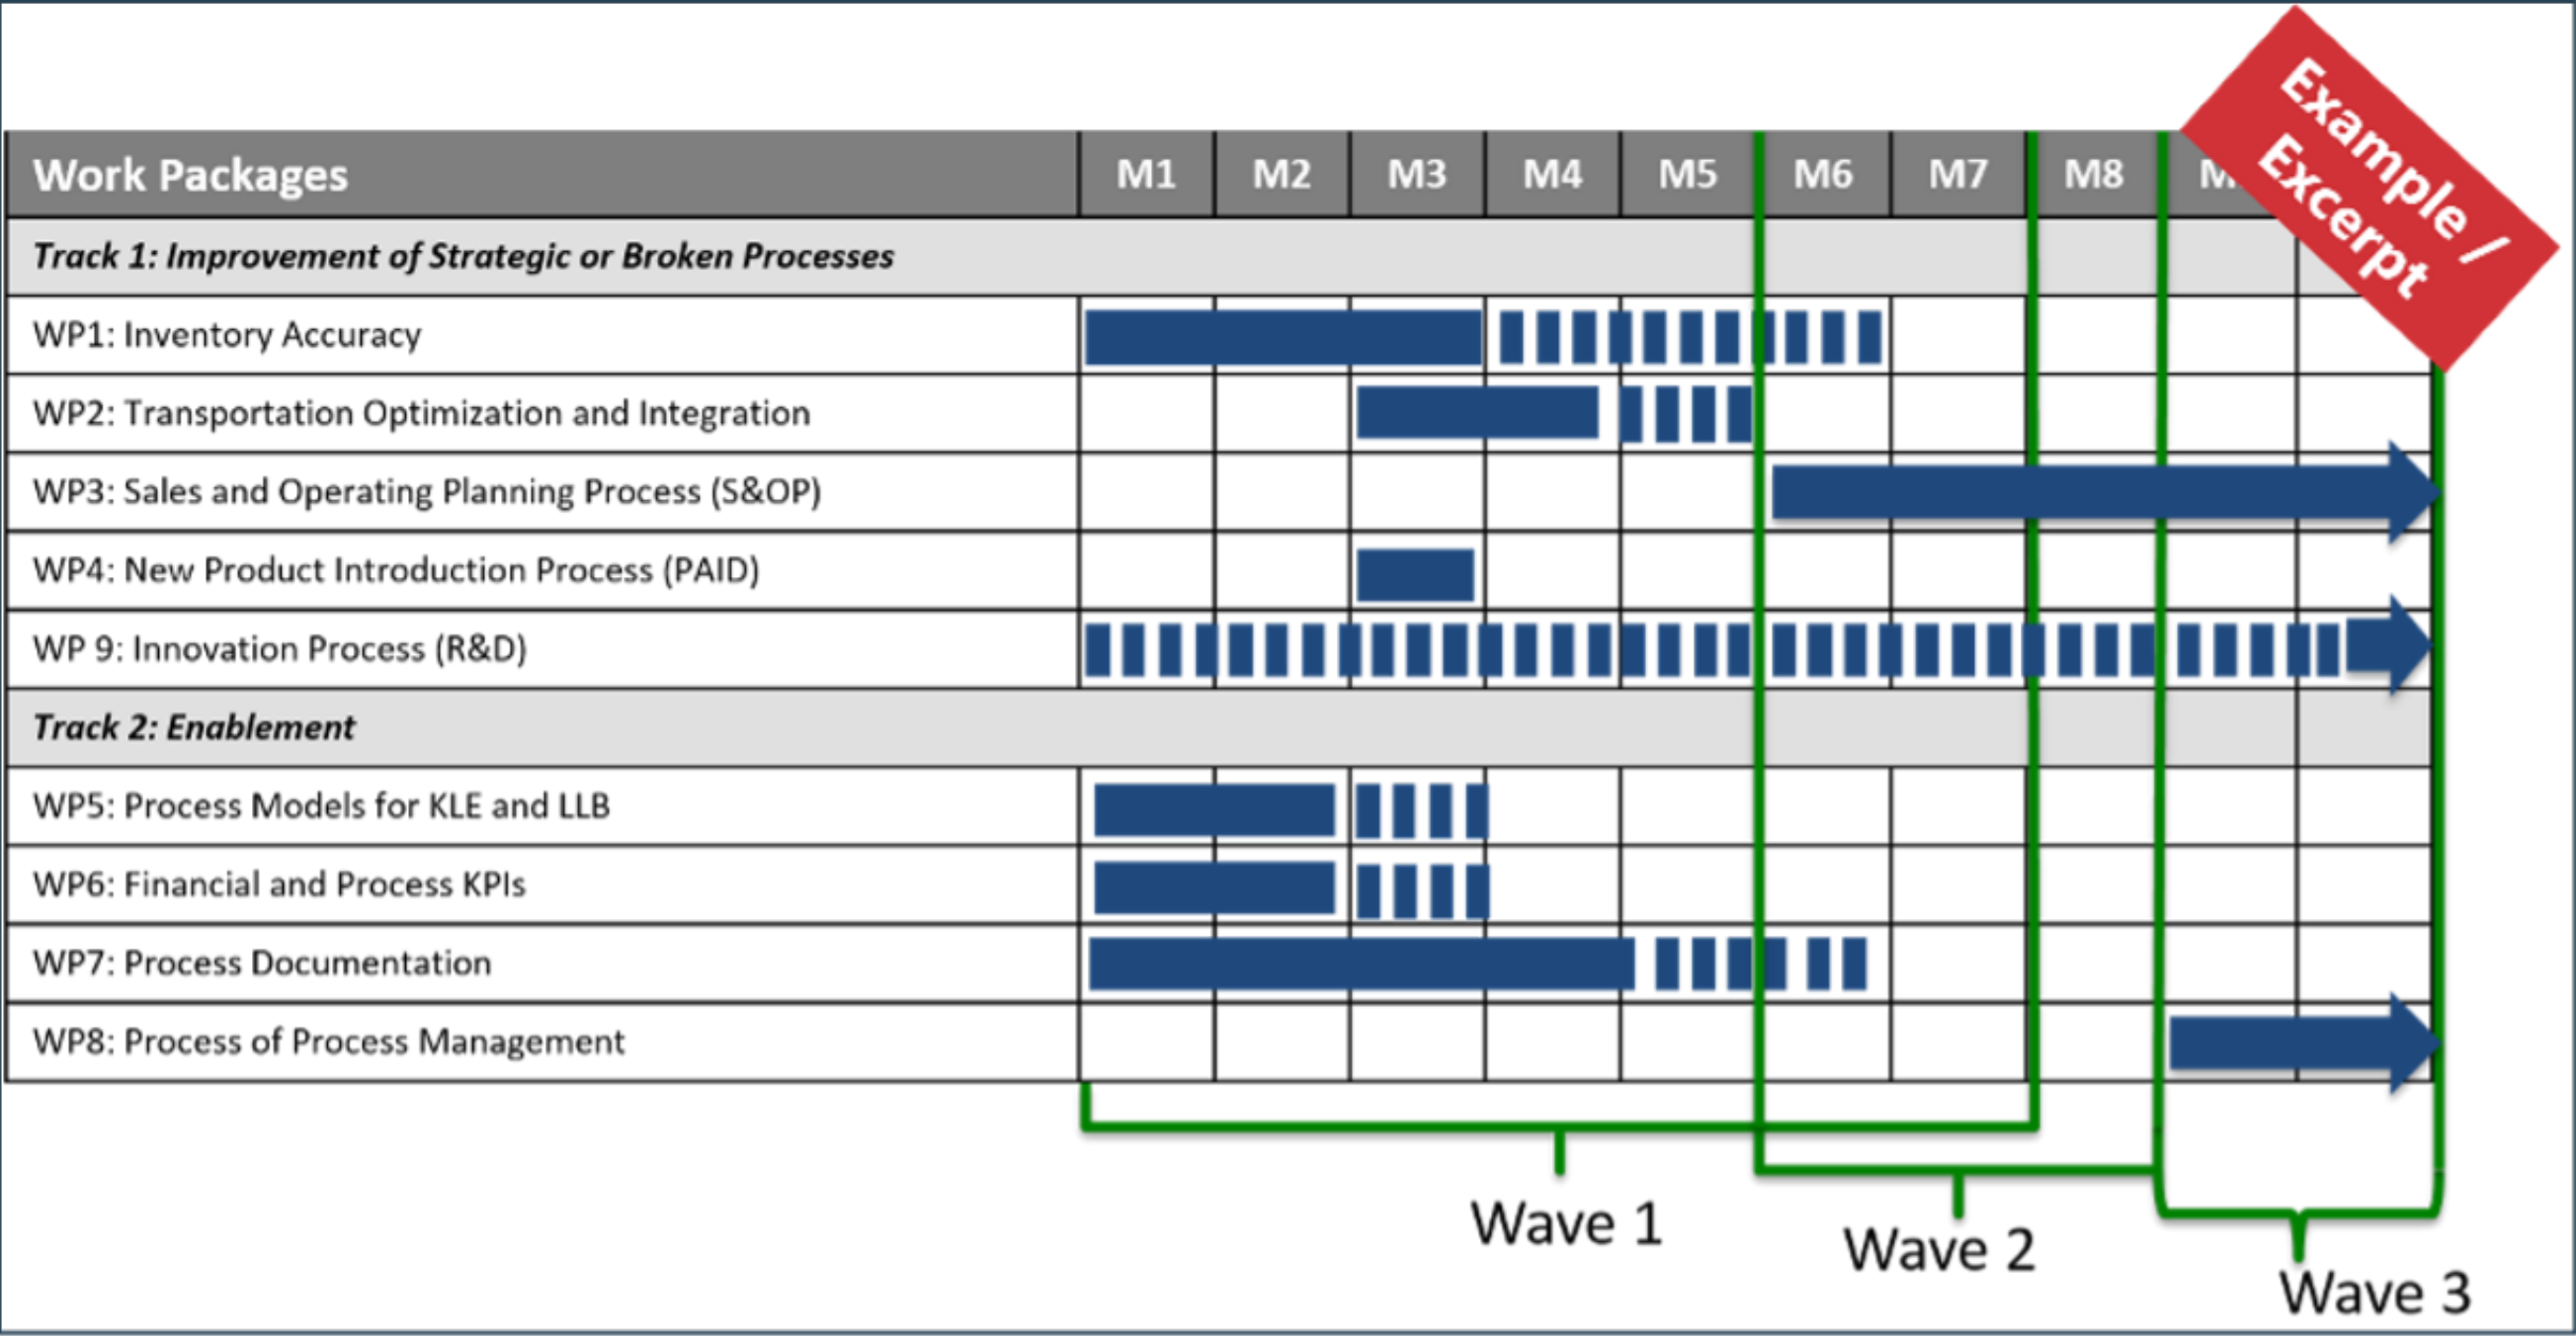 Example /
Excerpt
Work Packages M1 M2 M3 M4 M5 M6 M7 M8
Track 1: Improvement of Strategic or Broken Processes
WP1: Inventory Accuracy
WP2: Transportation Optimization and Integration
WP3: Sales and Operating Planning Process (S&OP)
WP4: New Product Introduction Process (PAID)
WP 9: Innovation Process (R&D)
Track 2: Enablement
WP5: Process Models for KLE and LLB
WP6: Financial and Process KPIs
WP7: Process Documentation
WP8: Process of Process Management
Wave 1
Wave 2
Wave 3